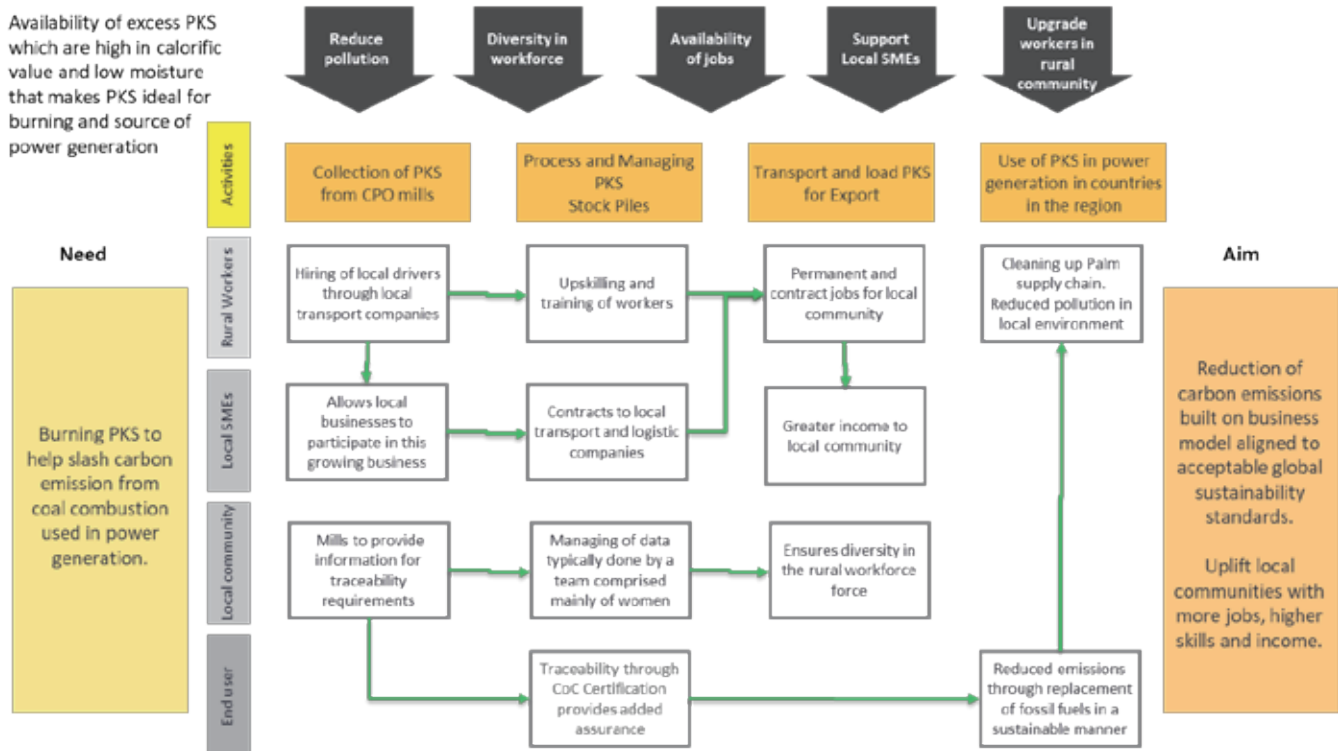 Availability of excess PKS
which are high in calorific
value and low moisture
that makes PKS ideal for
burning and source of
power generation
Reduce
pollution
Diversity in
workforce
Availability
of jobs
Support
Local SMEs
Upgrade
workers in
rural
community
Activities
Collection of PKS
from CPO mills
Process and Managing
PKS
Stock Piles
Transport and load PKS
for Export
Use of PKS in power
generation in countries
in the region
Need
Burning PKS to
help slash carbon
emission from
coal combustion
used in power
generation.
Rural Workers
Hiring of local drivers
through local
transport companies
Upskilling and
training of workers
Permanent and
contract jobs for local
community
Cleaning up Palm
supply chain.
Reduced pollution in
local environment
Local SMEs
Allows local
businesses to
participate in this
growing business
Contracts to local
transport and logistic
companies
Greater income to
local community
Local community
Mills to provide
information for
traceability
requirements
Managing of data
typically done by a
team comprised
mainly of women
Ensures diversity in
the rural workforce
force
End user
Traceability through
CoC Certification
provides added
assurance
Reduced emissions
through replacement
of fossil fuels in a
sustainable manner
Aim
Reduction of
carbon emissions
built on business
model aligned to
acceptable global
sustainability
standards.
Uplift local
communities with
more jobs, higher
skills and income.